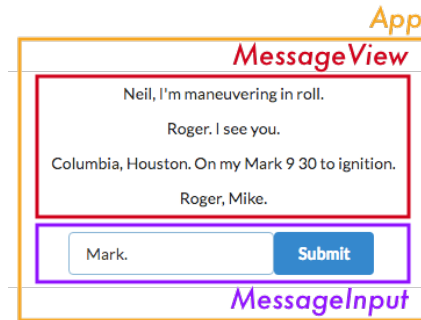 App
MessageView
Neil, I'm maneuvering in roll.
Roger. I see you.
Columbia, Houston. On my Mark 9 30 to ignition.
Roger, Mike.
Mark.
Submit
MessageInput